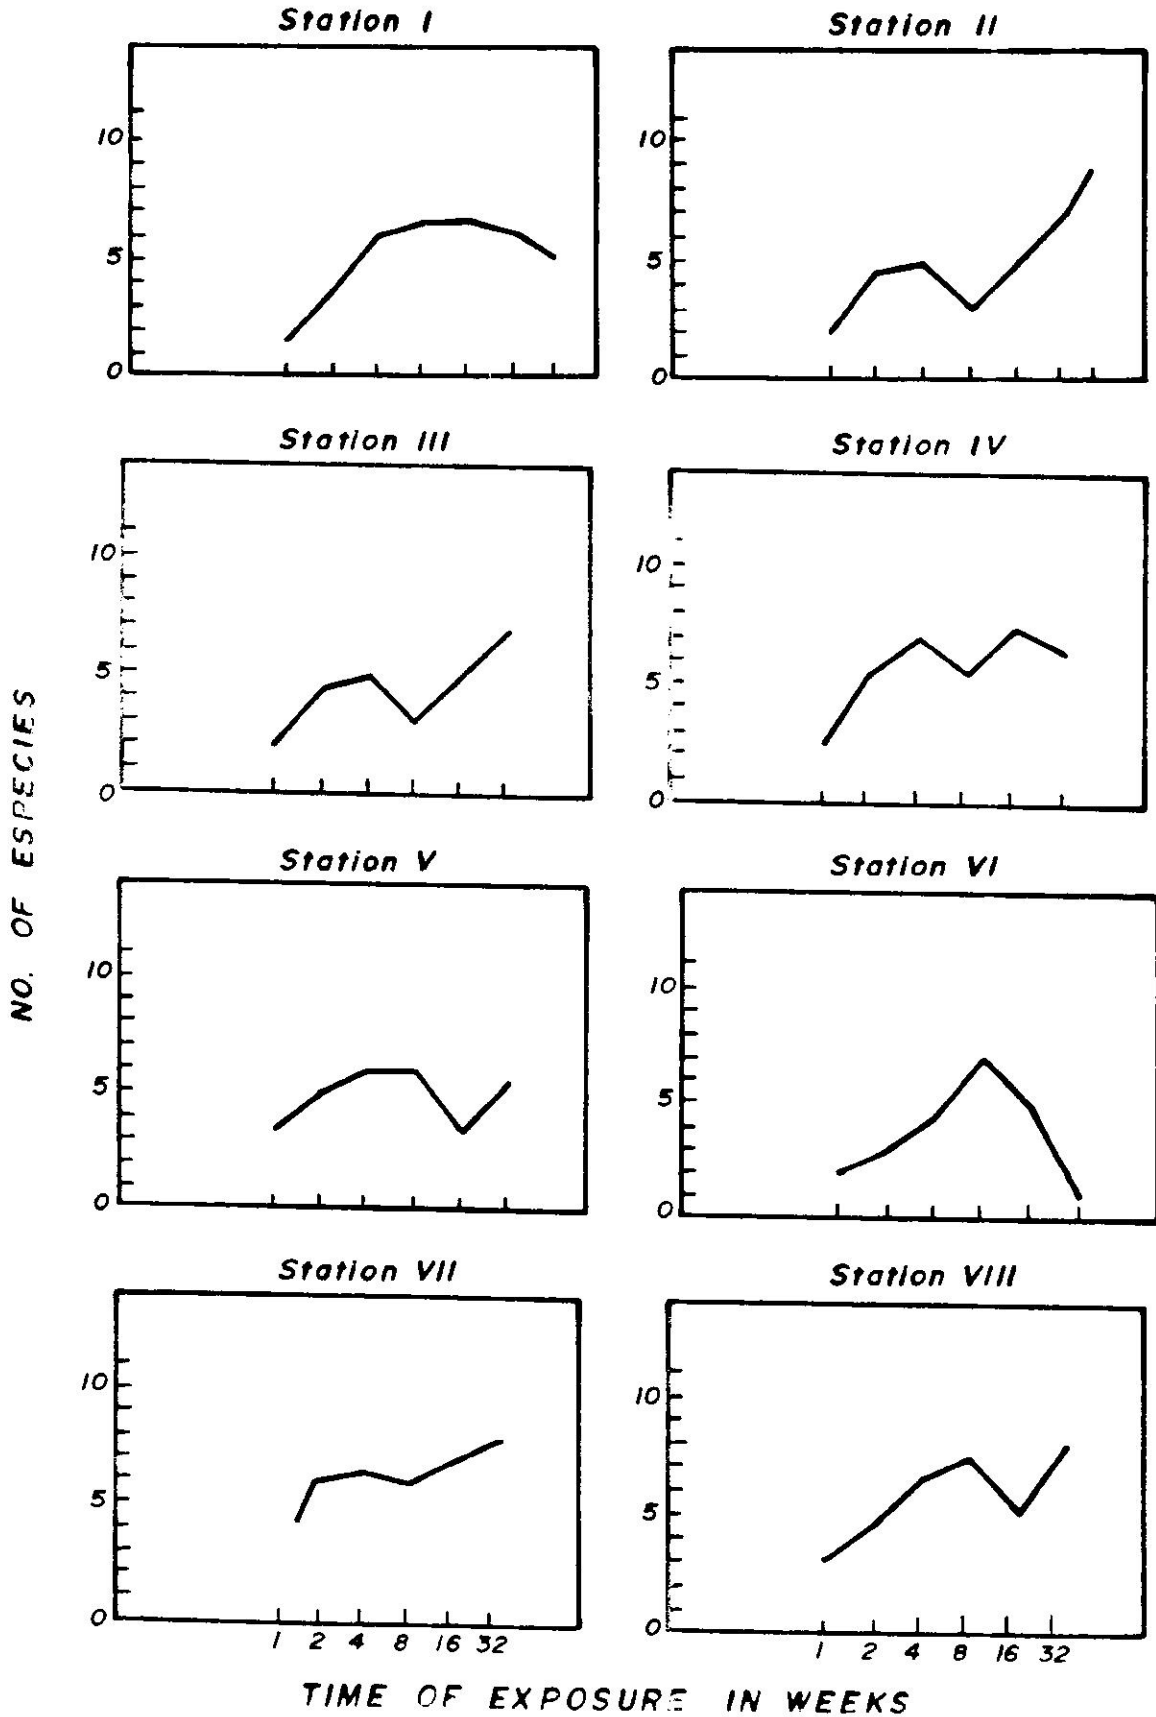 Station I
Station II
10
5
0
10
5
0
Station III
Station IV
10
5
0
10
5
0
NO. OF ESPECIES
Station V
Station VI
10
5
0
10
5
0
Station VII
Station VIII
10
5
0
1 2 4 8 16 32
10
5
0
1 2 4 8 16 32
TIME OF EXPOSURE IN WEEKS